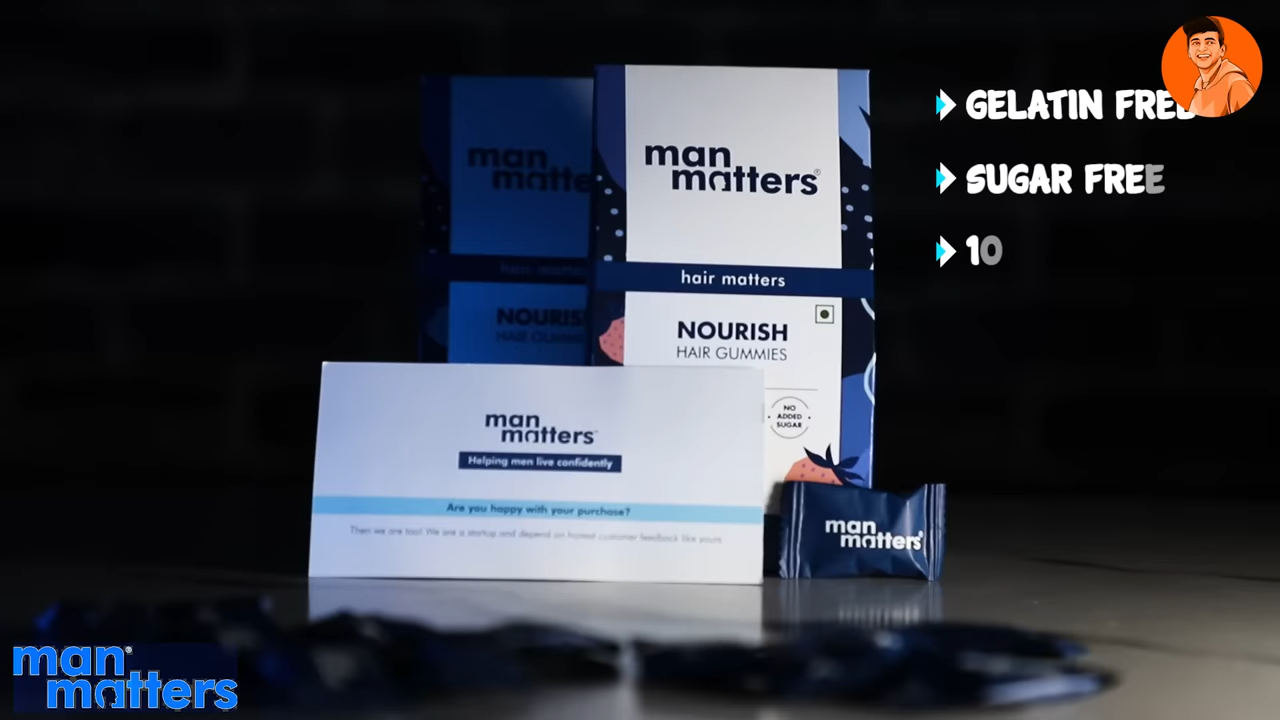 man
matters
hair matters
NOURIS
HAIR GUMMIE
man
matters®
hair matters
NOURISH
HAIR GUMMIES
NO
ADDED
SUGAR
man
matters
Helping men live confidently
Are you happy with your purchase?
Then we are too! We are a startup and depend on honest customer feedback like yours
man
matters
GELATIN FREE
SUGAR FREE
10
man
matters®